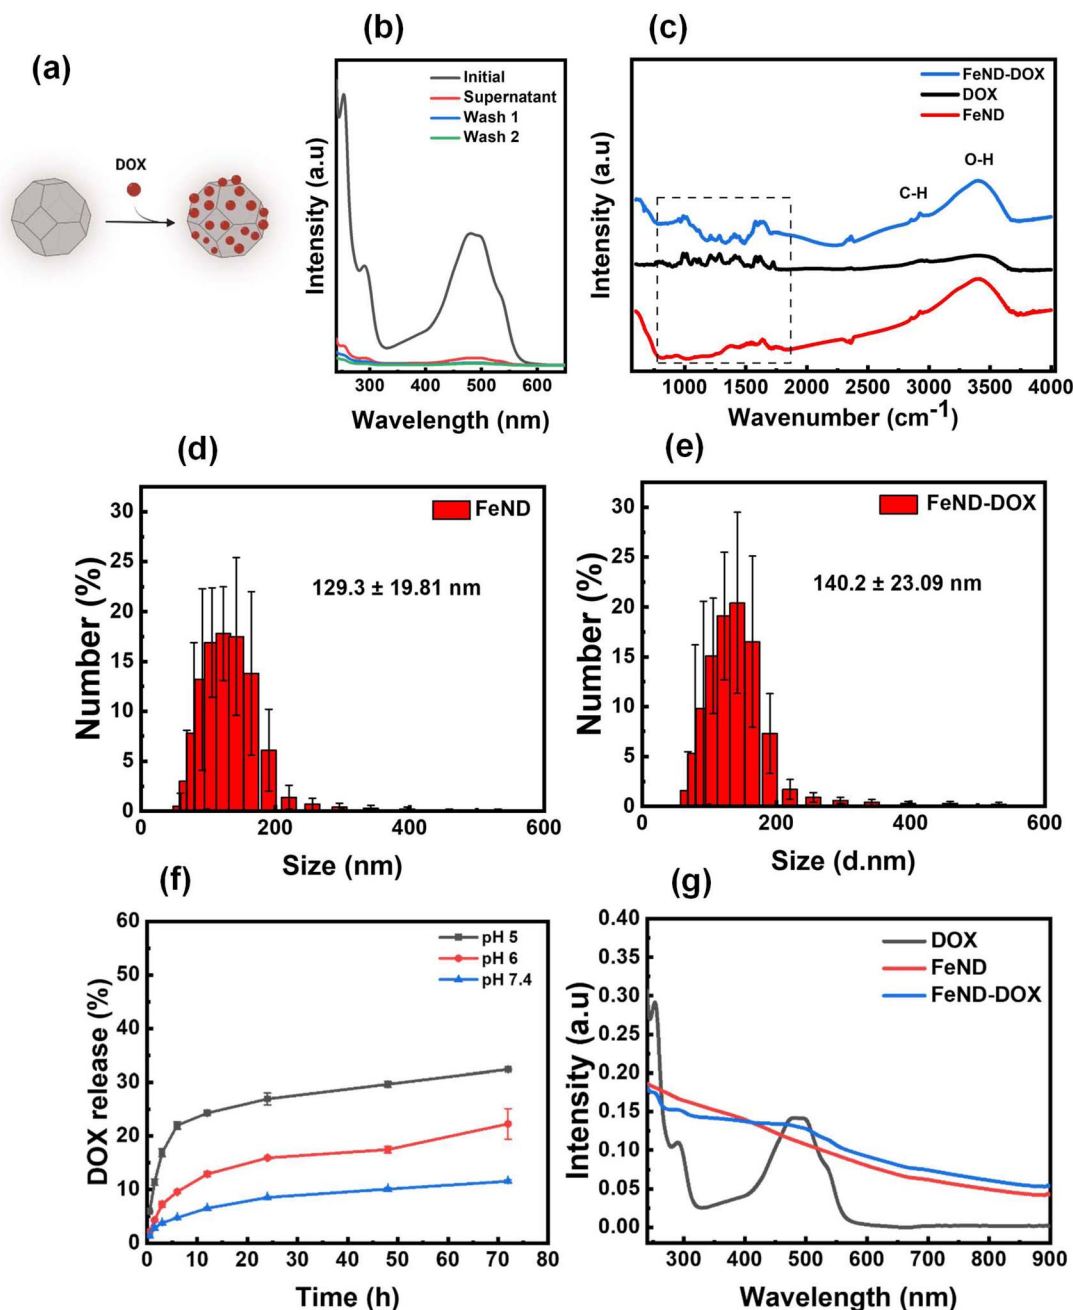 (a)
DOX
(b)
Initial
Supernatant
Wash 1
Wash 2
Intensity (a.u)
300 400 500 600
Wavelength (nm)
(c)
FeND-DOX
DOX
FeND
O-H
C-H
Intensity (a.u)
1000 1500 2000 2500 3000 3500 4000
Wavenumber (cm-1)
(d)
FeND
129.3 ± 19.81 nm
Number (%)
30
25
20
15
10
5
0
0 200 400 600
Size (nm)
(e)
FeND-DOX
140.2 ± 23.09 nm
Number (%)
30
25
20
15
10
5
0
0 200 400 600
Size (d.nm)
(f)
pH 5
pH 6
pH 7.4
DOX release (%)
60
50
40
30
20
10
0
0 10 20 30 40 50 60 70 80
Time (h)
(g)
DOX
FeND
FeND-DOX
Intensity (a.u)
0.40
0.35
0.30
0.25
0.20
0.15
0.10
0.05
0.00
300 400 500 600 700 800 900
Wavelength (nm)